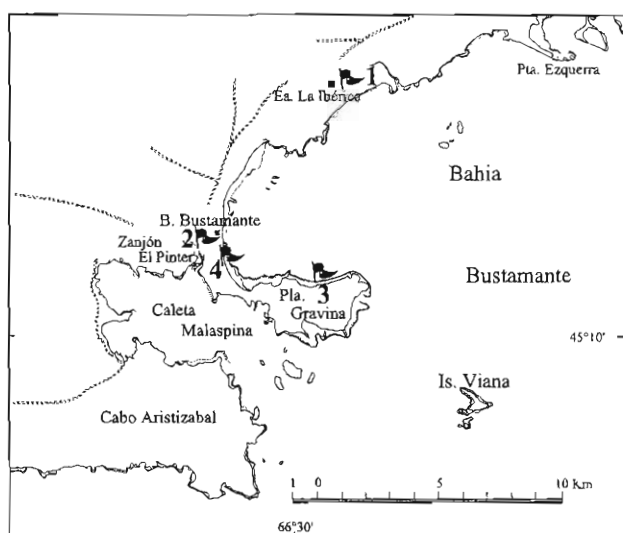 Pta. Ezquerra
1
Ea. La Ibérica
Bahia
B. Bustamante
2
Zanjón
El Pinter
4
3
Bustamante
Pla.
Gravina
Caleta
Malaspina
45°10'
Is. Viana
Cabo Aristizabal
1 0 5 10 km
66°30'